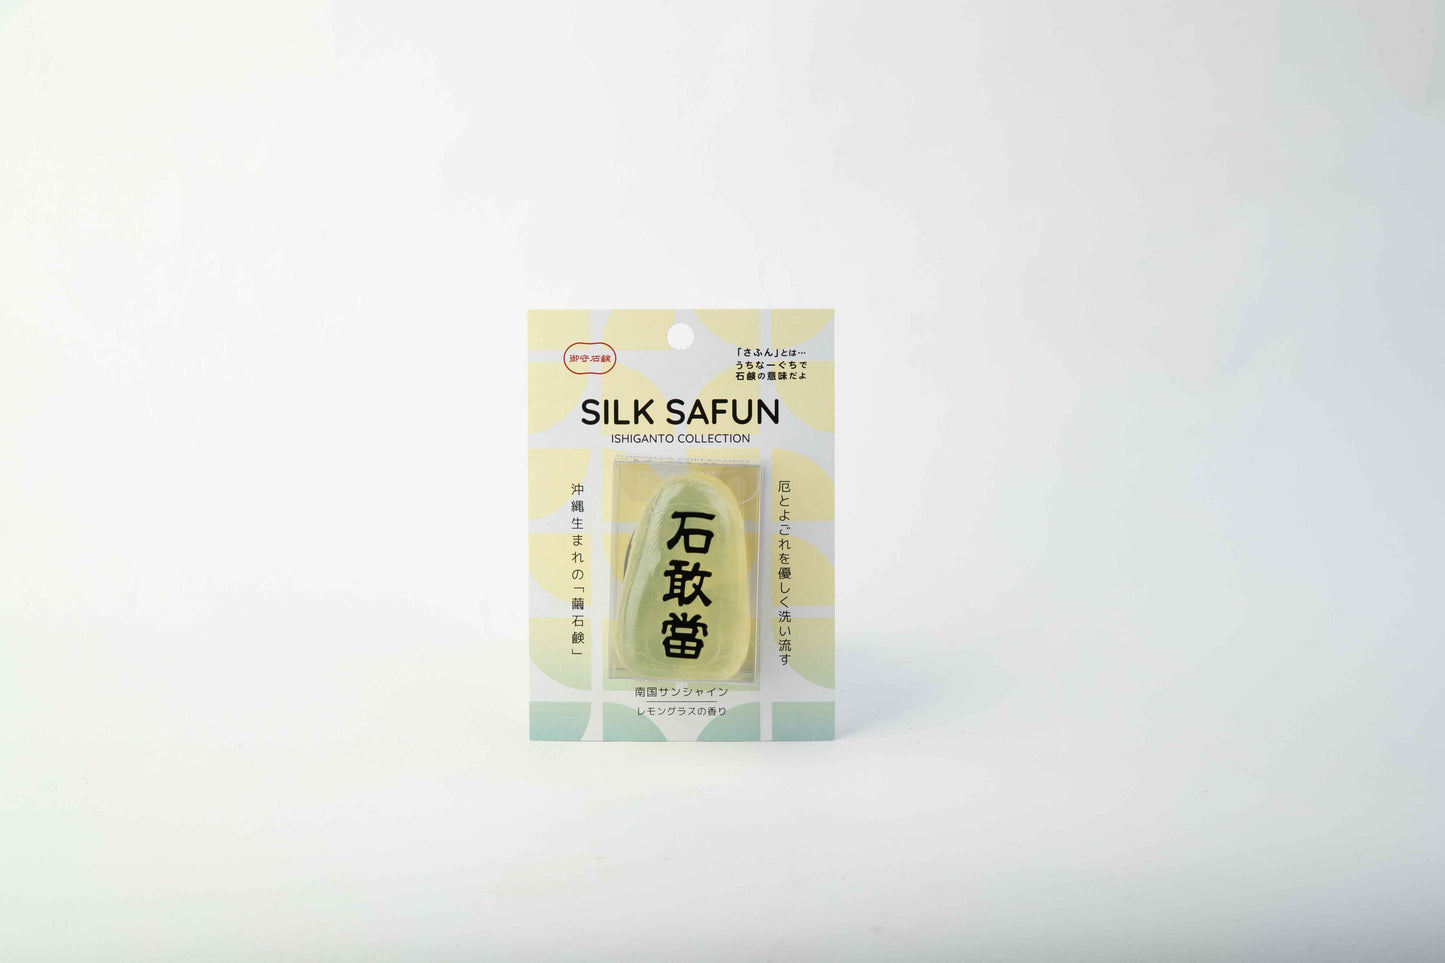 御守石鹸
「さふん」とは…
うちなーぐちで
石鹸の意味だよ
SILK SAFUN
ISHIGANTO COLLECTION
沖縄生まれの「繭石鹸」
石敢當
厄とよごれを優しく洗い流す
南国サンシャイン
レモングラスの香り